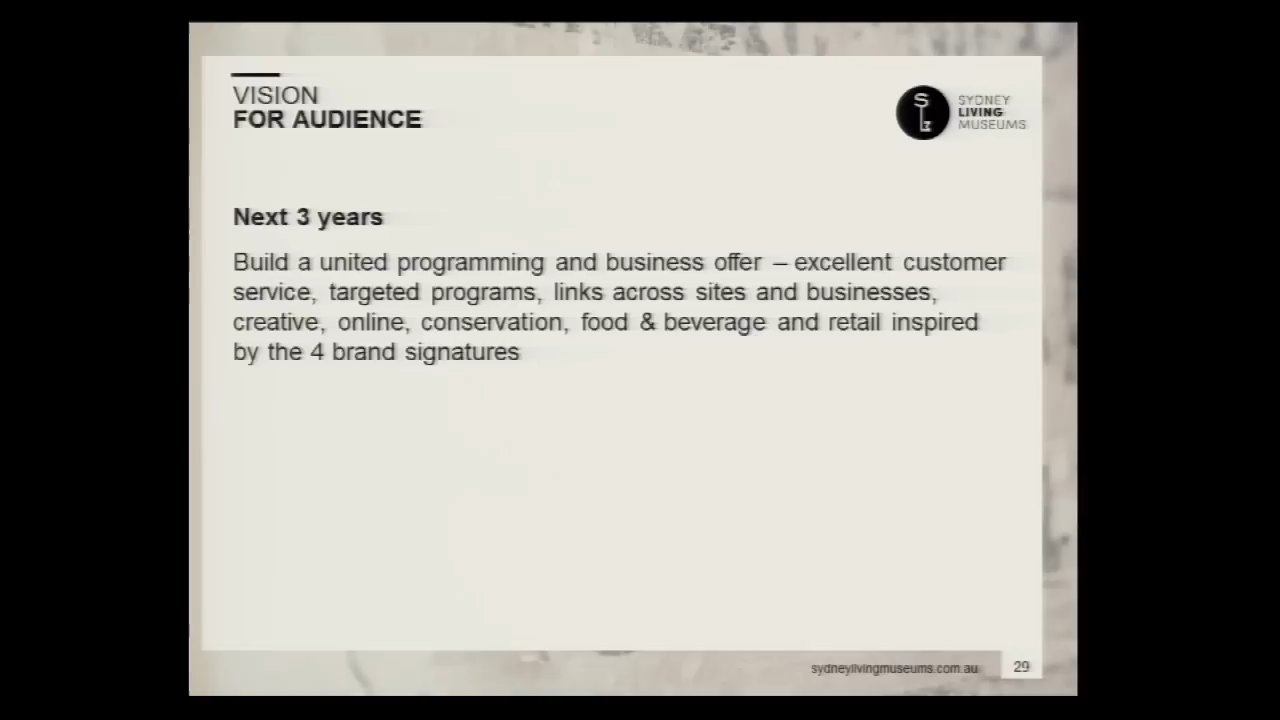 VISION
FOR AUDIENCE
SYDNEY
LIVING
MUSEUMS
Next 3 years
Build a united programming and business offer – excellent customer
service, targeted programs, links across sites and businesses,
creative, online, conservation, food & beverage and retail inspired
by the 4 brand signatures
sydneylivingmuseums.com.au
29